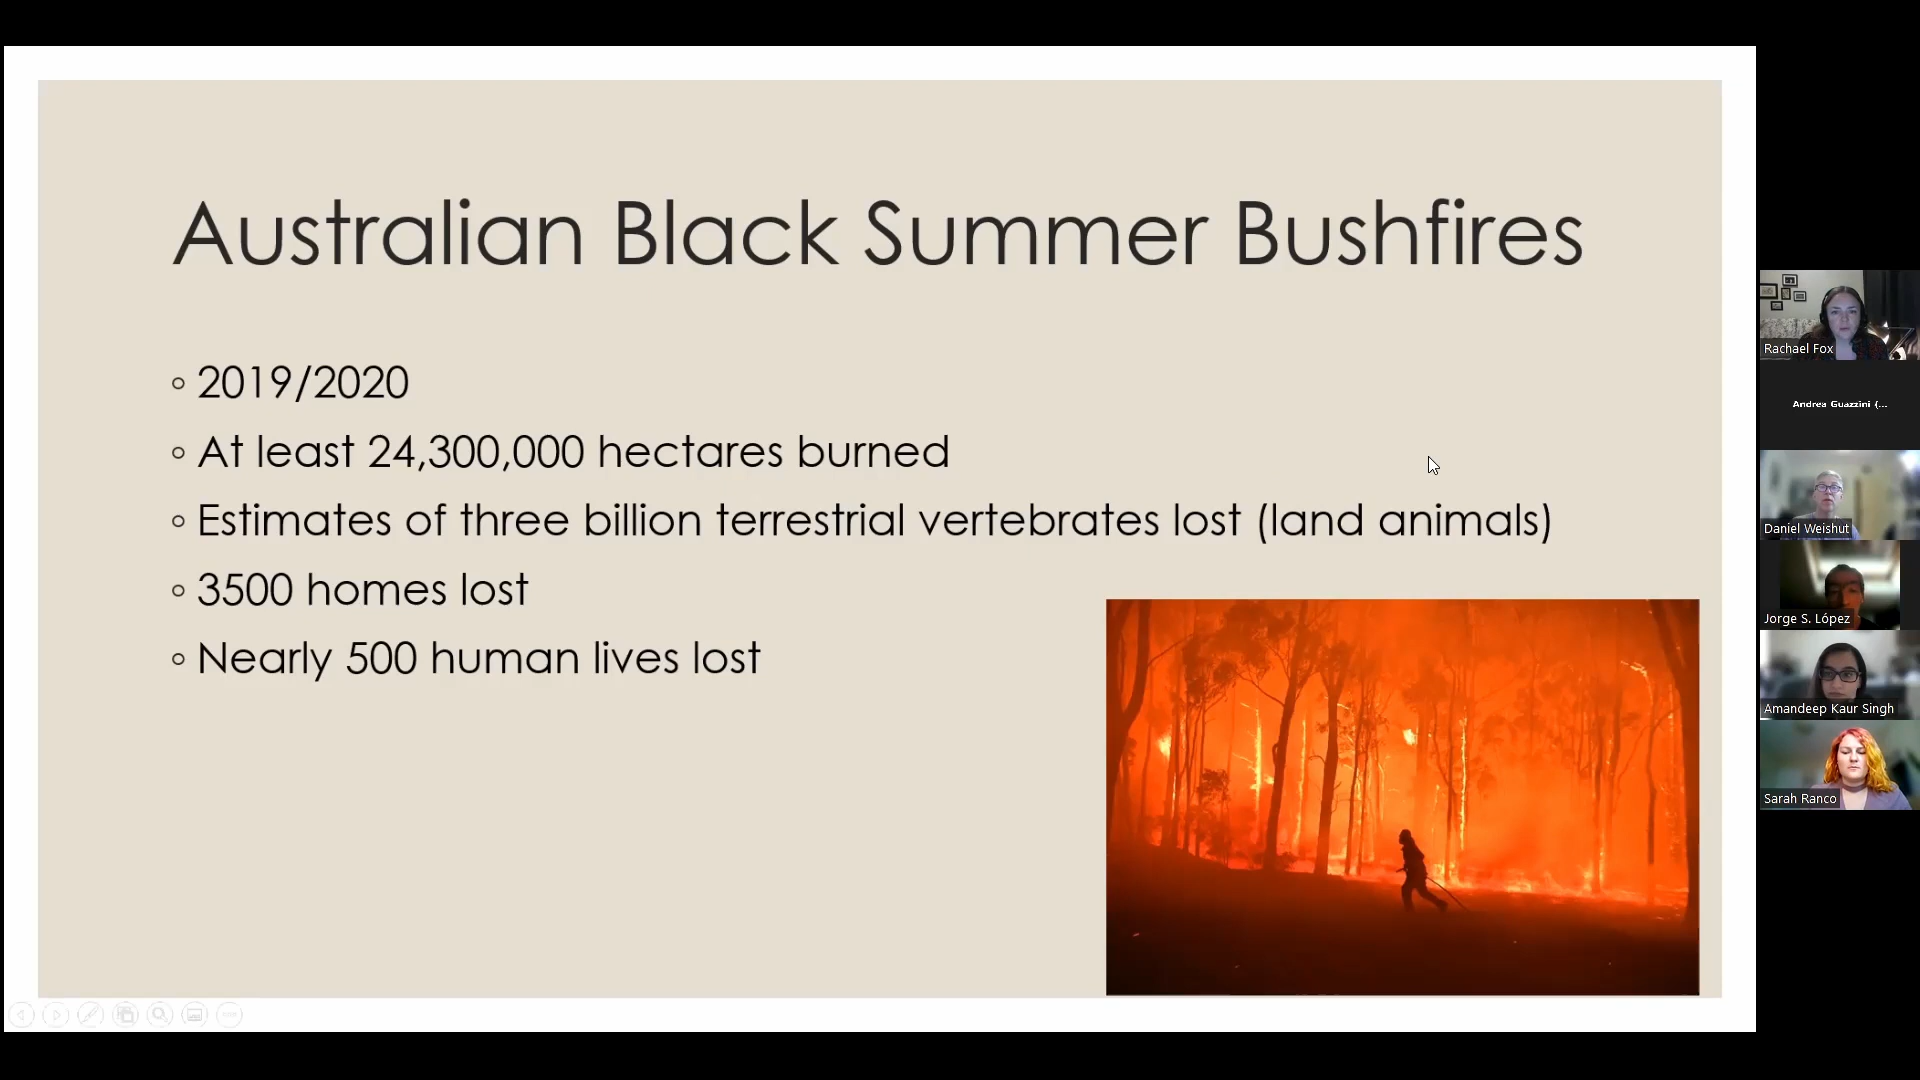 Australian Black Summer Bushfires
2019/2020
At least 24,300,000 hectares burned
Estimates of three billion terrestrial vertebrates lost (land animals)
3500 homes lost
Nearly 500 human lives lost
Rachael Fox
Andrea Guazzini (...
Daniel Weishut
Jorge S. López
Amandeep Kaur Singh
Sarah Ranco